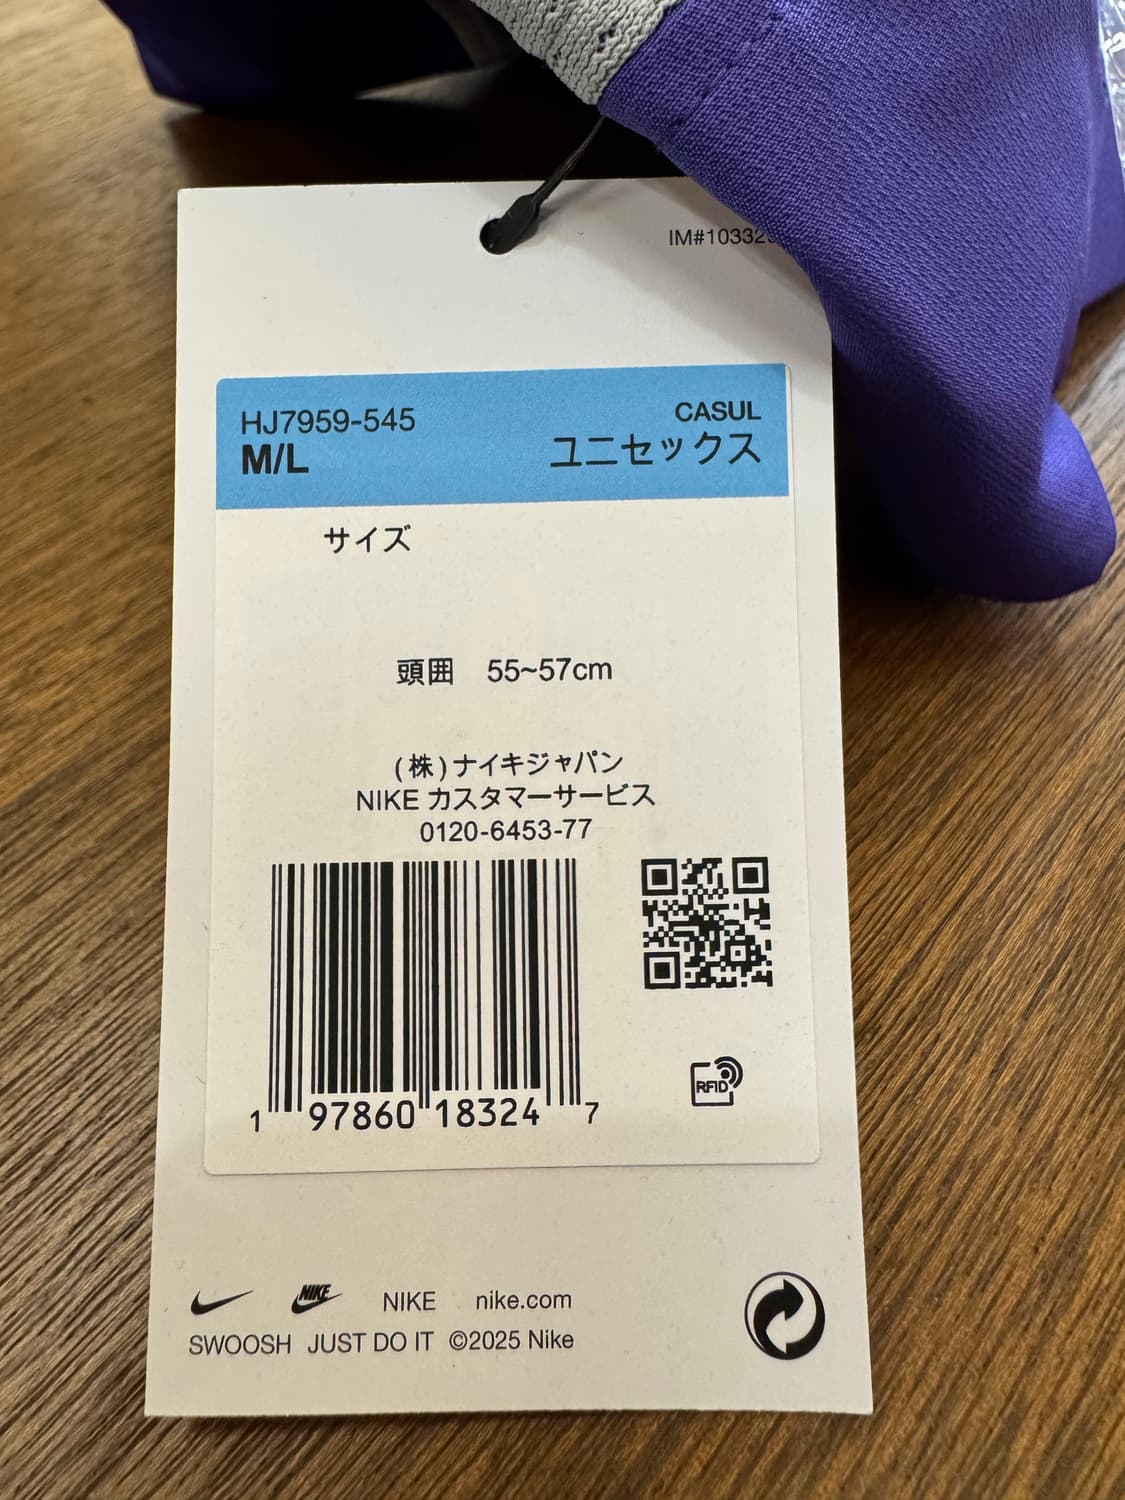 HJ7959-545
M/L
CASUL
ユニセックス
サイズ
頭囲 55~57cm
(株)ナイキジャパン
NIKE カスタマーサービス
0120-6453-77
1 97860 18324 7
RFID
NIKE
NIKE nike.com
SWOOSH JUST DO IT ©2025 Nike